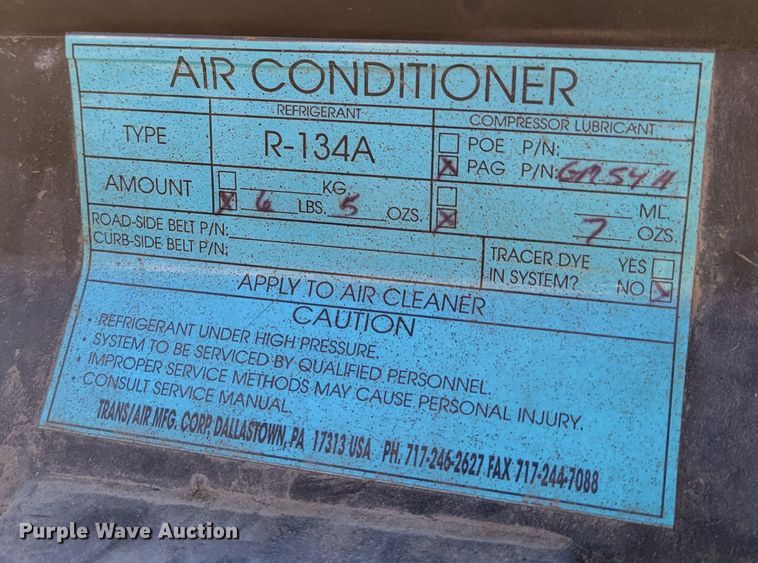 AIR CONDITIONER
REFRIGERANT
COMPRESSOR LUBRICANT
TYPE R-134A
POE P/N:
X PAG P/N:
AMOUNT
KG.
X 6 LBS. 5 OZS.
ML.
X 7 OZS.
ROAD-SIDE BELT P/N:
CURB-SIDE BELT P/N:
TRACER DYE YES
IN SYSTEM? NO X
APPLY TO AIR CLEANER
CAUTION
• REFRIGERANT UNDER HIGH PRESSURE.
• SYSTEM TO BE SERVICED BY QUALIFIED PERSONNEL.
• IMPROPER SERVICE METHODS MAY CAUSE PERSONAL INJURY.
• CONSULT SERVICE MANUAL.
TRANS/AIR MFG. CORP, DALLASTOWN, PA 17313 USA PH. 717-246-2627 FAX 717-244-7088
Purple Wave Auction